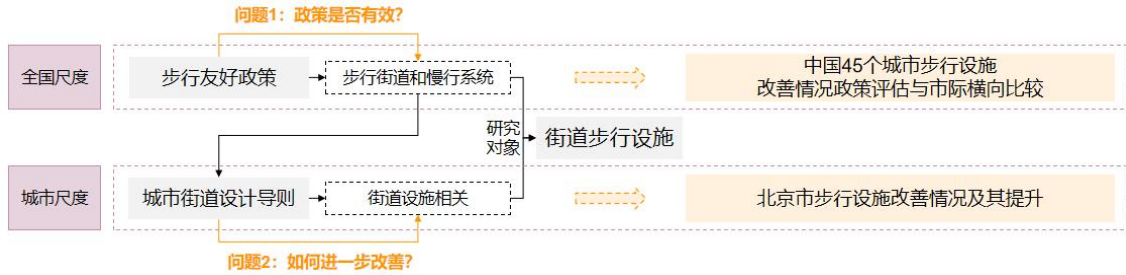 问题1：政策是否有效？
全国尺度
步行友好政策
步行街道和慢行系统
中国45个城市步行设施
改善情况政策评估与市际横向比较
研究
对象
街道步行设施
城市尺度
城市街道设计导则
街道设施相关
北京市步行设施改善情况及其提升
问题2：如何进一步改善？